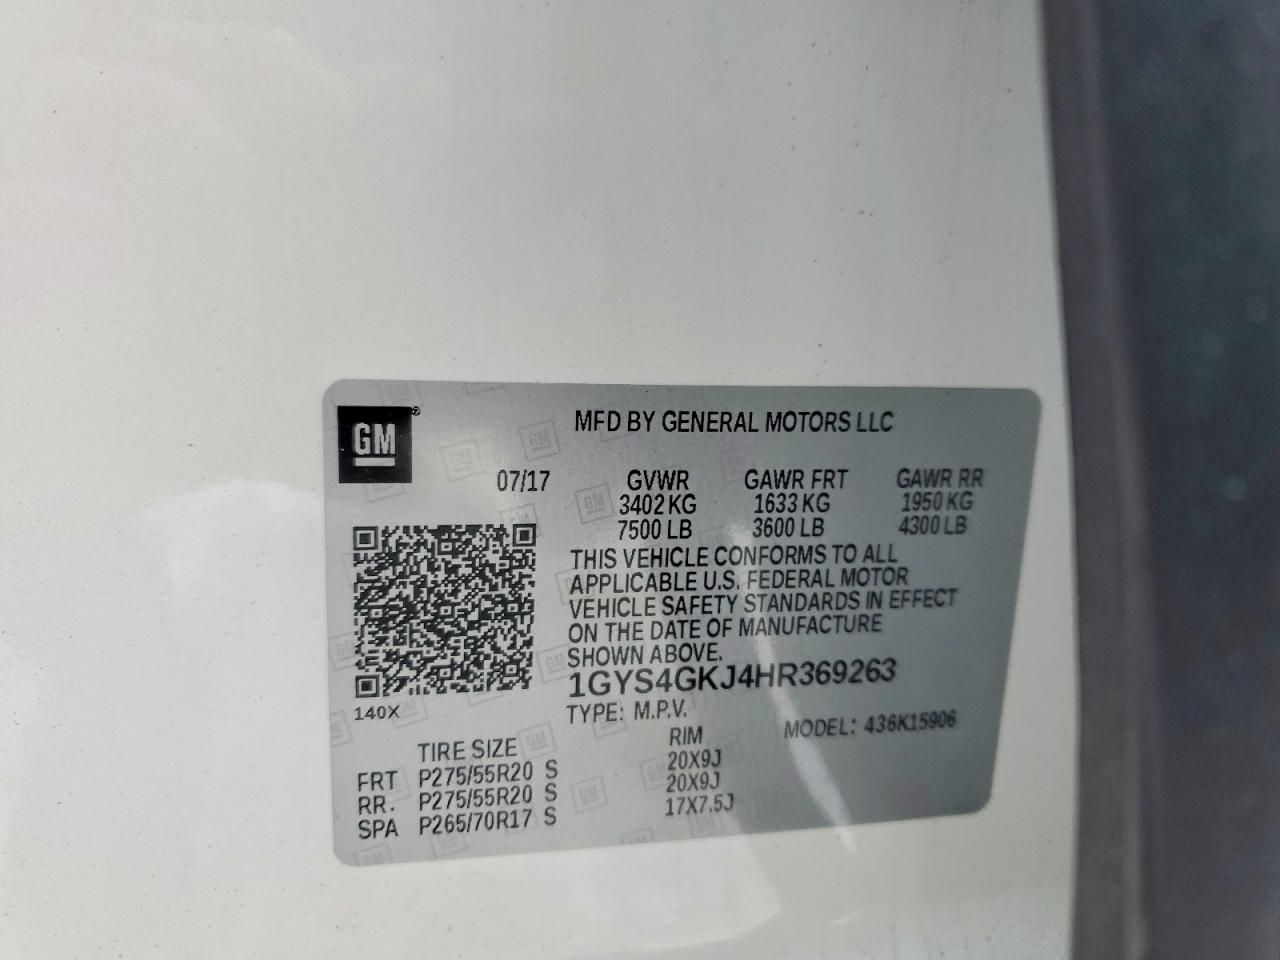 GM®
MFD BY GENERAL MOTORS LLC
07/17 GVWR GAWR FRT GAWR RR
3402 KG 1633 KG 1950 KG
7500 LB 3600 LB 4300 LB
THIS VEHICLE CONFORMS TO ALL
APPLICABLE U.S. FEDERAL MOTOR
VEHICLE SAFETY STANDARDS IN EFFECT
ON THE DATE OF MANUFACTURE
SHOWN ABOVE.
1GYS4GKJ4HR369263
140X
TYPE: M.P.V. MODEL: 436K15906
TIRE SIZE RIM
FRT P275/55R20 S 20X9J
RR. P275/55R20 S 20X9J
SPA P265/70R17 S 17X7.5J